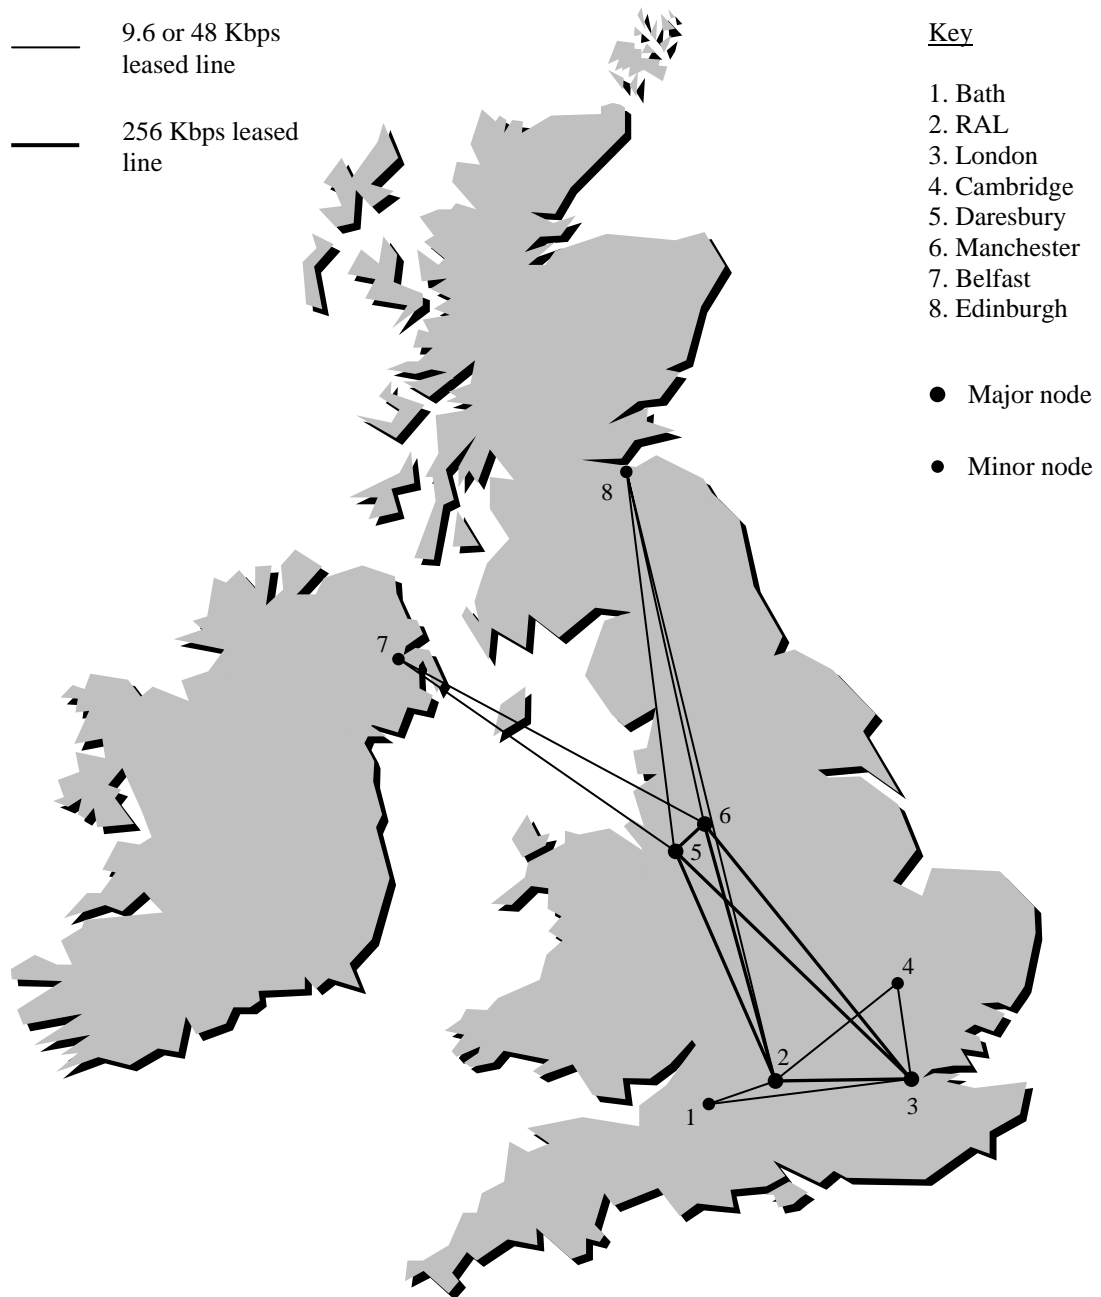 9.6 or 48 Kbps
leased line
256 Kbps leased
line
Key
1. Bath
2. RAL
3. London
4. Cambridge
5. Daresbury
6. Manchester
7. Belfast
8. Edinburgh
Major node
Minor node
8
7
6
5
4
2
3
1